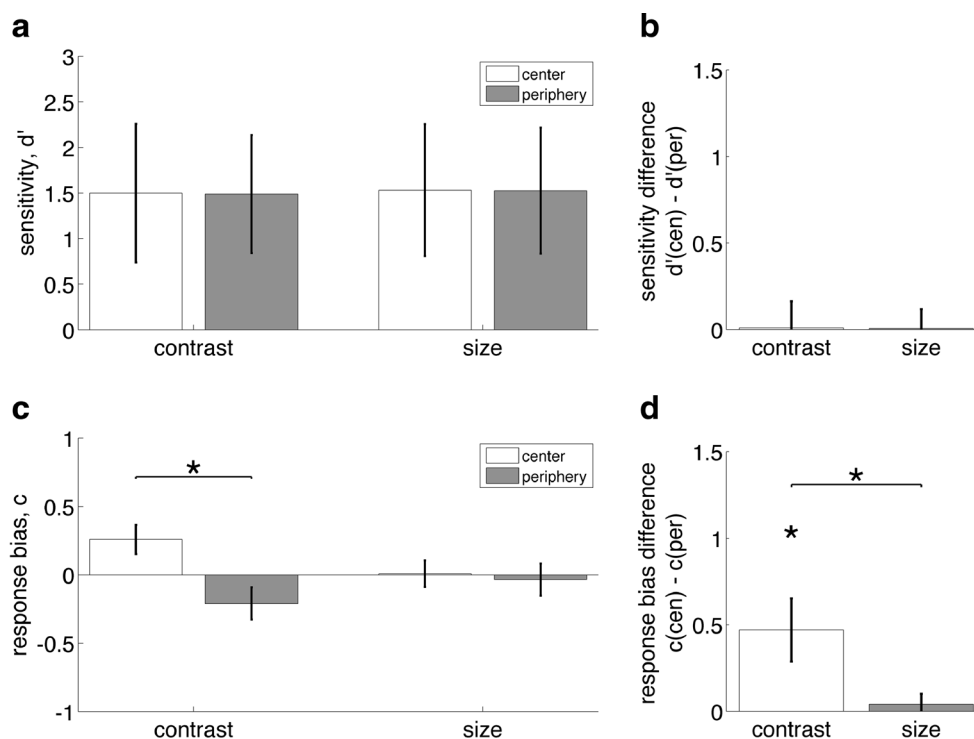 a
3
2.5
2
1.5
1
0.5
0
sensitivity, d'
center
periphery
contrast
size
b
1.5
1
0.5
0
sensitivity difference
d'(cen) - d'(per)
contrast
size
c
1
0.5
0
-0.5
-1
response bias, c
center
periphery
*
contrast
size
d
1.5
1
0.5
0
response bias difference
c(cen) - c(per)
*
*
contrast
size